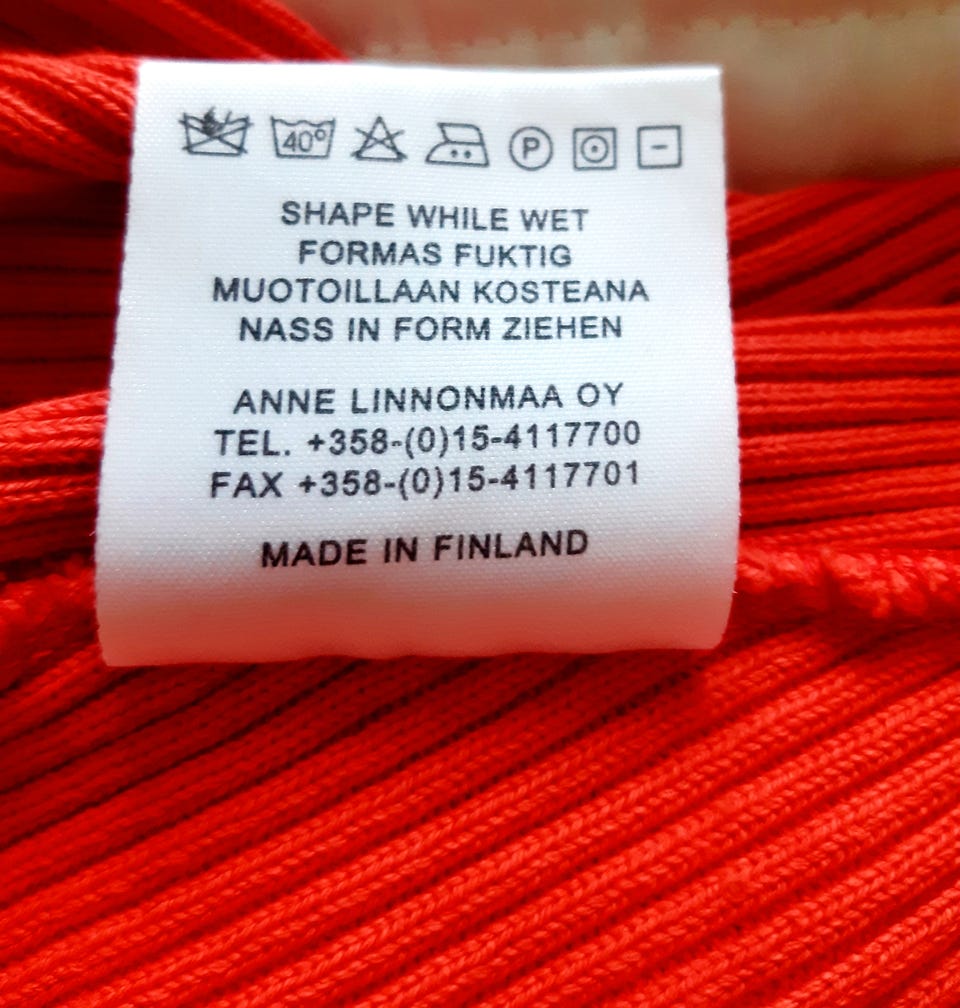 40º
P
SHAPE WHILE WET
FORMAS FUKTIG
MUOTOILLAAN KOSTEANA
NASS IN FORM ZIEHEN
ANNE LINNONMAA OY
TEL. +358-(0)15-4117700
FAX +358-(0)15-4117701
MADE IN FINLAND